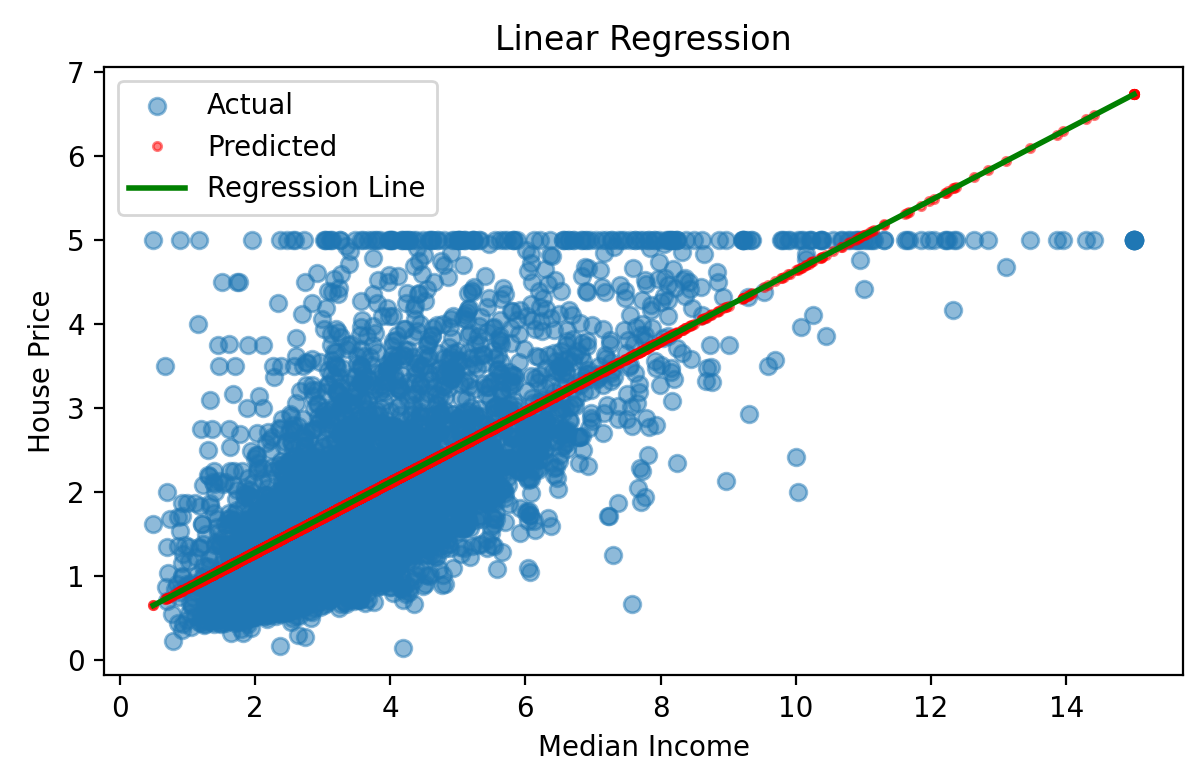 Linear Regression
Actual
Predicted
Regression Line
7
6
5
4
3
2
1
0
House Price
0 2 4 6 8 10 12 14
Median Income